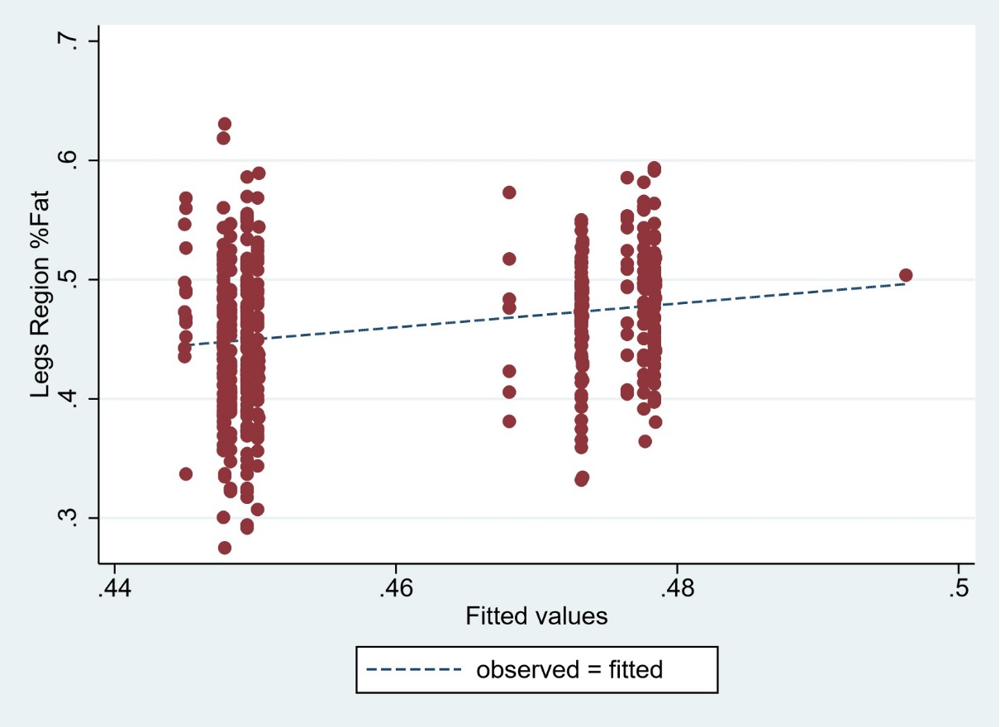 .7
.6
.5
.4
.3
Legs Region %Fat
.44 .46 .48 .5
Fitted values
observed = fitted